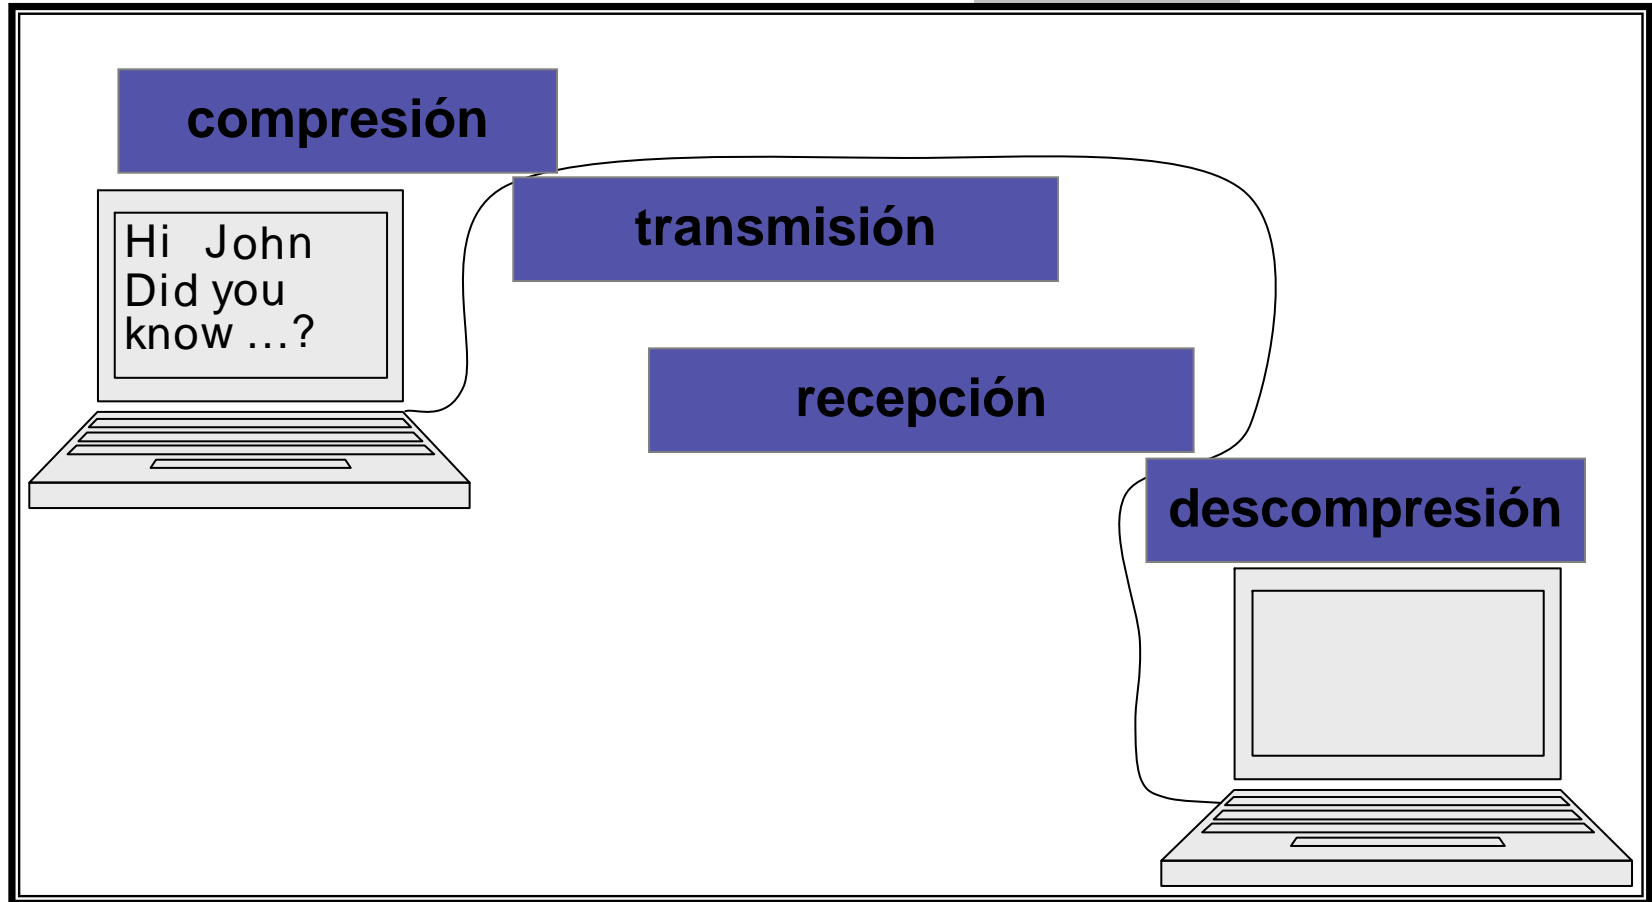 compresión
transmisión
Hi John
Did you
know ...?
recepción
descompresión